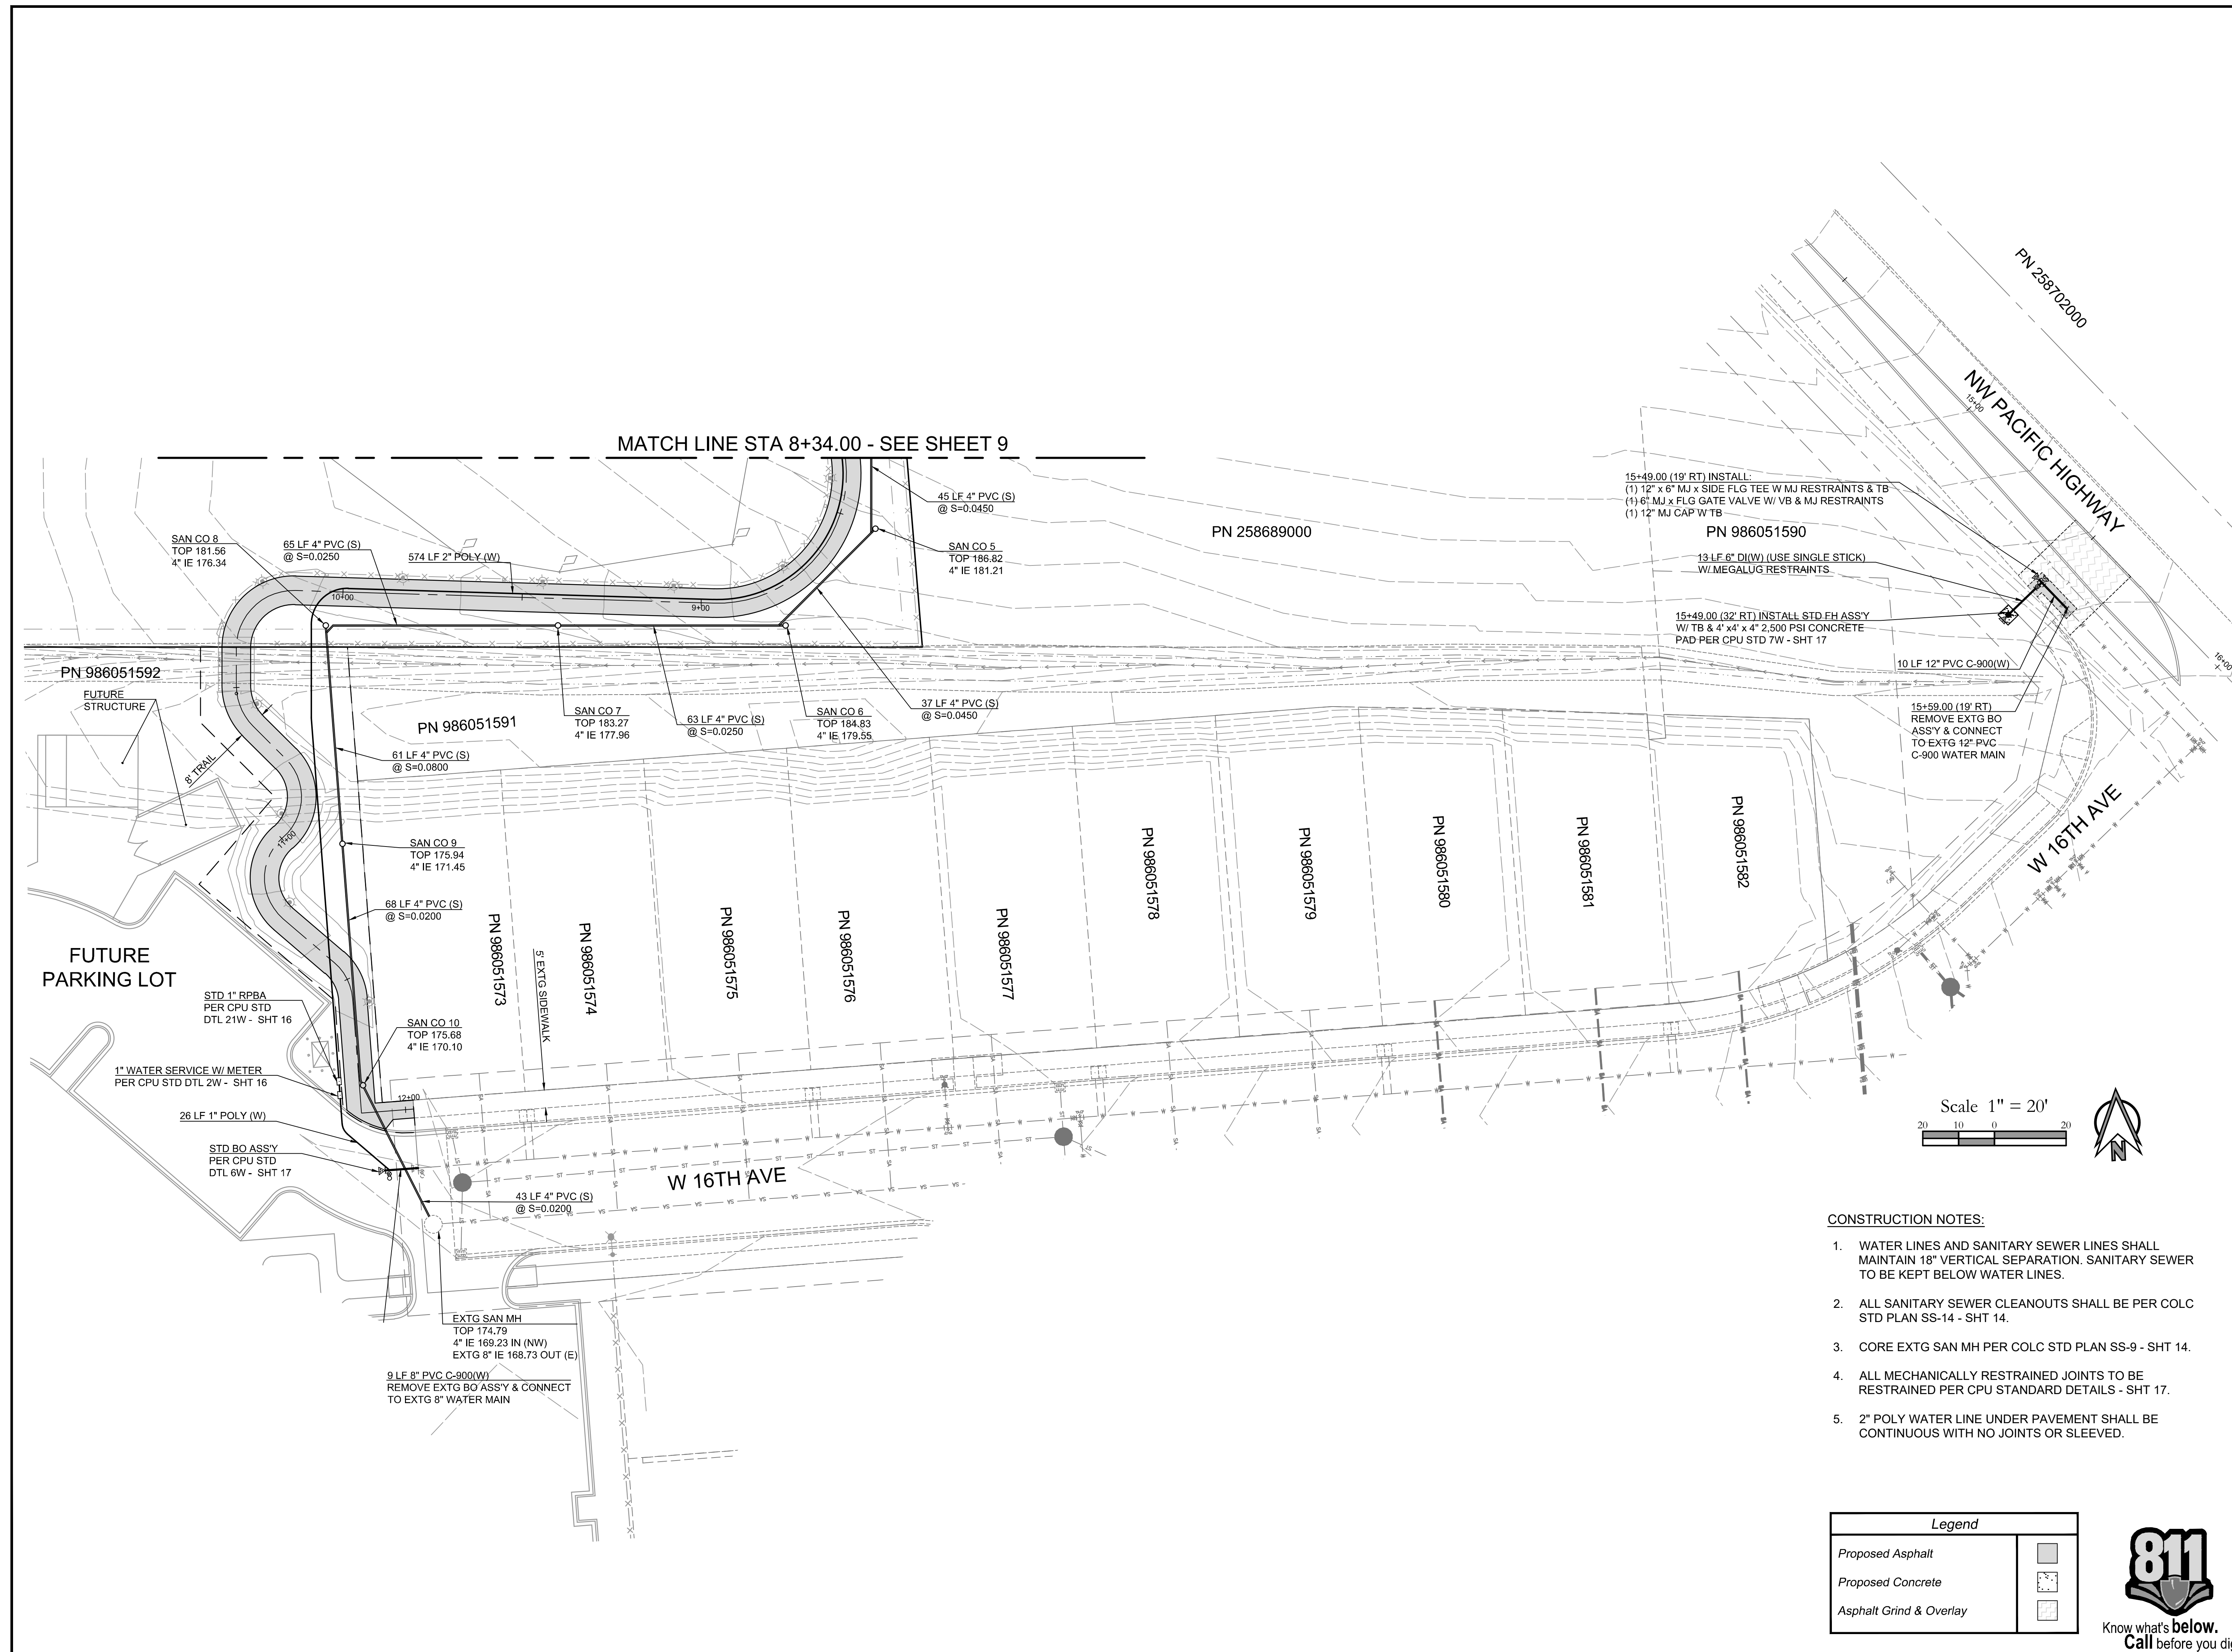 MATCH LINE STA 8+34.00 - SEE SHEET 9
PN 258702000
NW PACIFIC HIGHWAY
15+00
16+00
45 LF 4" PVC (S)
@ S=0.0450
SAN CO 5
TOP 186.82
4" IE 181.21
PN 258689000
PN 986051590
15+49.00 (19' RT) INSTALL:
(1) 12" x 6" MJ x SIDE FLG TEE W MJ RESTRAINTS & TB
(1) 6" MJ x FLG GATE VALVE W/ VB & MJ RESTRAINTS
(1) 12" MJ CAP W TB
13 LF 6" DI(W) (USE SINGLE STICK)
W/ MEGALUG RESTRAINTS
15+49.00 (32' RT) INSTALL STD FH ASS'Y
W/ TB & 4' x4' x 4" 2,500 PSI CONCRETE
PAD PER CPU STD 7W - SHT 17
10 LF 12" PVC C-900(W)
15+59.00 (19' RT)
REMOVE EXTG BO
ASS'Y & CONNECT
TO EXTG 12" PVC
C-900 WATER MAIN
SAN CO 8
TOP 181.56
4" IE 176.34
65 LF 4" PVC (S)
@ S=0.0250
574 LF 2" POLY (W)
10+00
9+00
PN 986051592
FUTURE
STRUCTURE
8' TRAIL
PN 986051591
SAN CO 7
TOP 183.27
4" IE 177.96
63 LF 4" PVC (S)
@ S=0.0250
SAN CO 6
TOP 184.83
4" IE 179.55
37 LF 4" PVC (S)
@ S=0.0450
61 LF 4" PVC (S)
@ S=0.0800
11+00
SAN CO 9
TOP 175.94
4" IE 171.45
68 LF 4" PVC (S)
@ S=0.0200
FUTURE
PARKING LOT
PN 986051573
5' EXTG SIDEWALK
PN 986051574
PN 986051575
PN 986051576
PN 986051577
PN 986051578
PN 986051579
PN 986051580
PN 986051581
PN 986051582
W 16TH AVE
STD 1" RPBA
PER CPU STD
DTL 21W - SHT 16
SAN CO 10
TOP 175.68
4" IE 170.10
1" WATER SERVICE W/ METER
PER CPU STD DTL 2W - SHT 16
12+00
26 LF 1" POLY (W)
STD BO ASS'Y
PER CPU STD
DTL 6W - SHT 17
W 16TH AVE
43 LF 4" PVC (S)
@ S=0.0200
EXTG SAN MH
TOP 174.79
4" IE 169.23 IN (NW)
EXTG 8" IE 168.73 OUT (E)
9 LF 8" PVC C-900(W)
REMOVE EXTG BO ASS'Y & CONNECT
TO EXTG 8" WATER MAIN
Scale 1" = 20'
20 10 0 20
N
CONSTRUCTION NOTES:
1. WATER LINES AND SANITARY SEWER LINES SHALL
MAINTAIN 18" VERTICAL SEPARATION. SANITARY SEWER
TO BE KEPT BELOW WATER LINES.
2. ALL SANITARY SEWER CLEANOUTS SHALL BE PER COLC
STD PLAN SS-14 - SHT 14.
3. CORE EXTG SAN MH PER COLC STD PLAN SS-9 - SHT 14.
4. ALL MECHANICALLY RESTRAINED JOINTS TO BE
RESTRAINED PER CPU STANDARD DETAILS - SHT 17.
5. 2" POLY WATER LINE UNDER PAVEMENT SHALL BE
CONTINUOUS WITH NO JOINTS OR SLEEVED.
Legend
Proposed Asphalt
Proposed Concrete
Asphalt Grind & Overlay
811
Know what's below.
Call before you dig